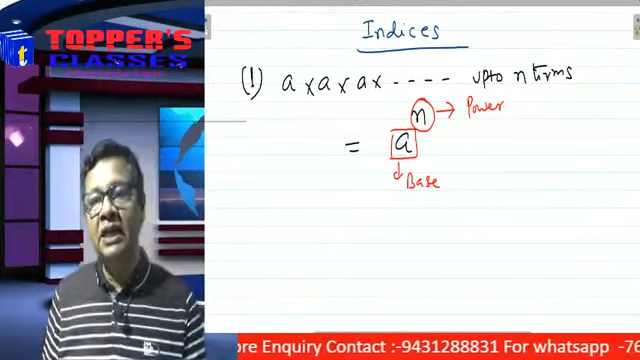 TOPPER'S
CLASSES
t
Indices
(1) a x a x a x - - - - upto n terms
= a^n → Power
↓ Base
ore Enquiry Contact :-9431288831 For whatsapp -76